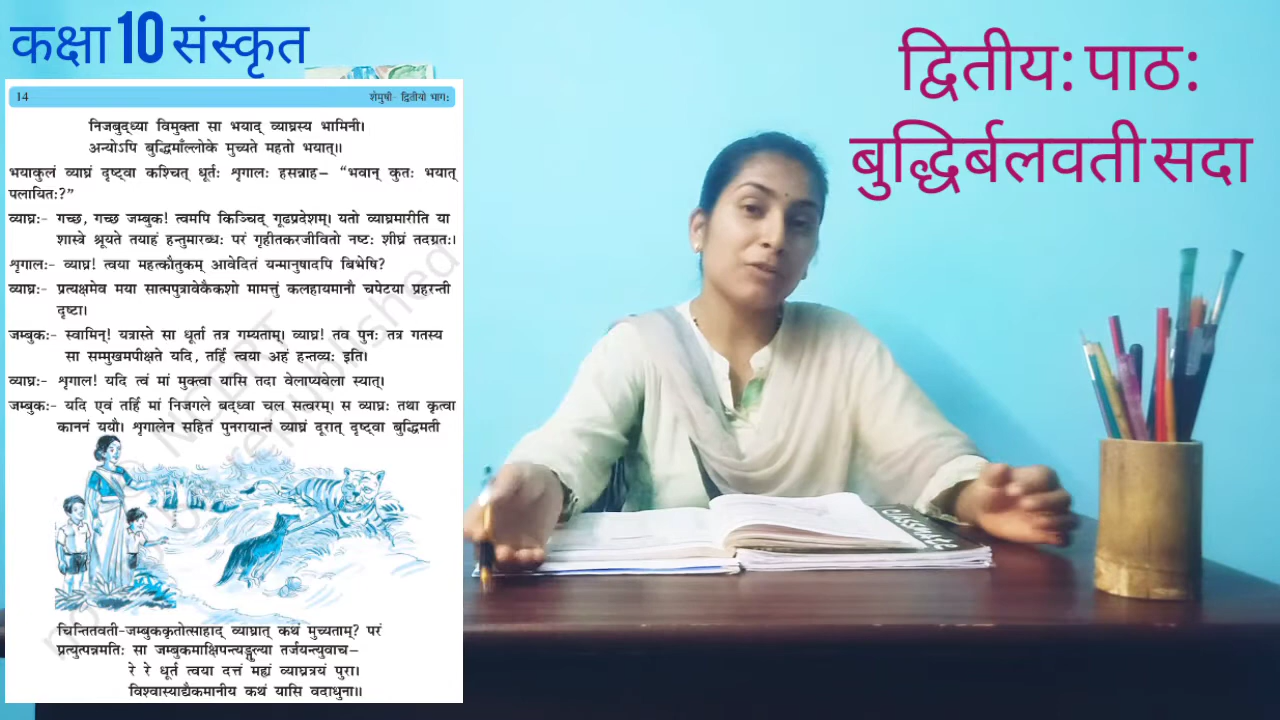 कक्षा 10 संस्कृत
द्वितीय: पाठ:
बुद्धिर्बलवती सदा
14 शेमुषी- द्वितीयो भाग:
निजबुद्ध्या विमुक्ता सा भयाद् व्याघ्रस्य भामिनी।
अन्योऽपि बुद्धिमाँल्लोके मुच्यते महतो भयात्॥
भयाकुलं व्याघ्रं दृष्ट्वा कश्चित् धूर्तः शृगालः हसन्नाह– “भवान् कुतः भयात्
पलायितः?”
व्याघ्रः- गच्छ, गच्छ जम्बुक! त्वमपि किञ्चिद् गूढप्रदेशम्। यतो व्याघ्रमारीति या
शास्त्रे श्रूयते तयाहं हन्तुमारब्धः परं गृहीतकरजीवितो नष्टः शीघ्रं तदग्रतः।
शृगालः- व्याघ्र! त्वया महत्कौतुकम् आवेदितं यन्मानुषादपि बिभेषि?
व्याघ्रः- प्रत्यक्षमेव मया सात्मपुत्रावेकैकशो मामत्तुं कलहायमानौ चपेटया प्रहरन्ती
दृष्टा।
जम्बुकः- स्वामिन्! यत्रास्ते सा धूर्ता तत्र गम्यताम्। व्याघ्र! तव पुनः तत्र गतस्य
सा सम्मुखमपीक्षते यदि, तर्हि त्वया अहं हन्तव्यः इति।
व्याघ्रः- शृगाल! यदि त्वं मां मुक्त्वा यासि तदा वेलाप्यवेला स्यात्।
जम्बुकः- यदि एवं तर्हि मां निजगले बद्ध्वा चल सत्वरम्। स व्याघ्रः तथा कृत्वा
काननं ययौ। शृगालेन सहितं पुनरायान्तं व्याघ्रं दूरात् दृष्ट्वा बुद्धिमती
चिन्तितवती-जम्बुककृतोत्साहाद् व्याघ्रात् कथं मुच्यताम्? परं
प्रत्युत्पन्नमतिः सा जम्बुकमाक्षिपन्त्यङ्गुल्या तर्जयन्त्युवाच–
रे रे धूर्त त्वया दत्तं मह्यं व्याघ्रत्रयं पुरा।
विश्वास्याद्यैकमानीय कथं यासि वदाधुना॥
CLASSMATE